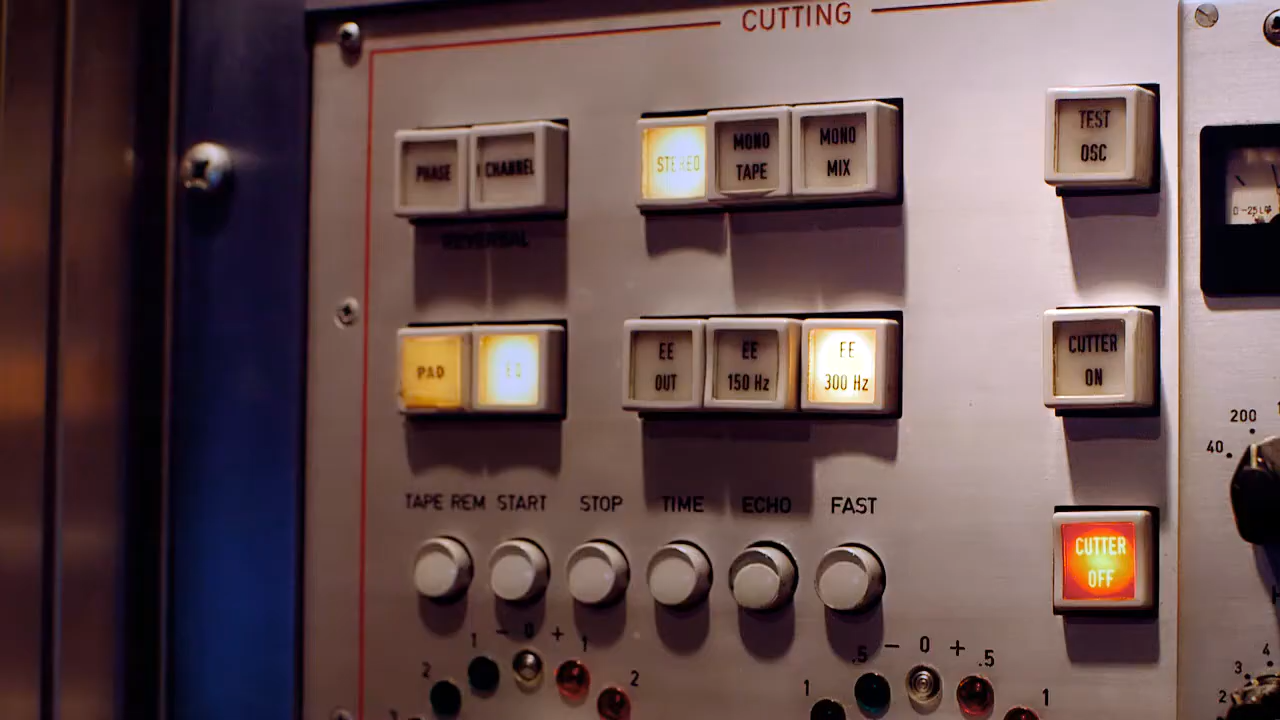 CUTTING
PHASE
CHANNEL
REVERSAL
STEREO
MONO
TAPE
MONO
MIX
TEST
OSC
PAD
EQ
EE
OUT
EE
150 Hz
EE
300 Hz
CUTTER
ON
TAPE REM START STOP TIME ECHO FAST
CUTTER
OFF
200
40
2 1 - 0 + 1 2
1 .5 - 0 + .5 1
4
3
2